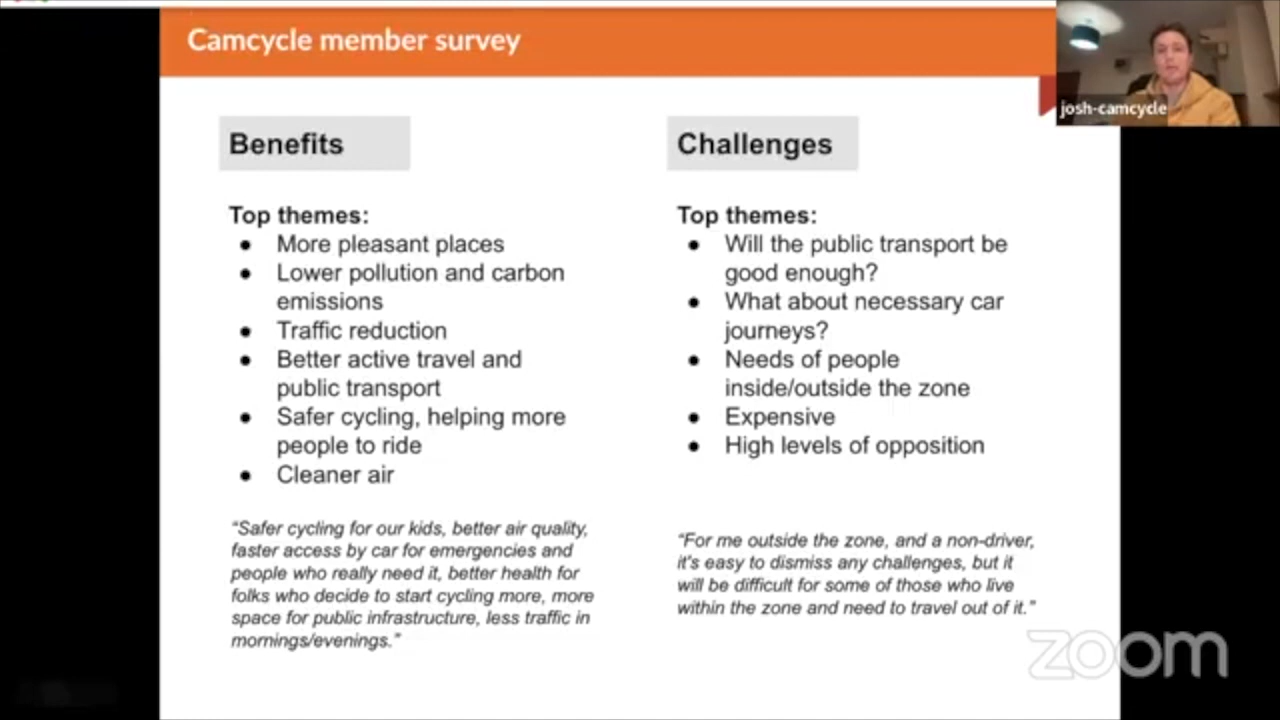 Camcycle member survey
josh-camcycle
Benefits
Top themes:
● More pleasant places
● Lower pollution and carbon
emissions
● Traffic reduction
● Better active travel and
public transport
● Safer cycling, helping more
people to ride
● Cleaner air
“Safer cycling for our kids, better air quality,
faster access by car for emergencies and
people who really need it, better health for
folks who decide to start cycling more, more
space for public infrastructure, less traffic in
mornings/evenings.”
Challenges
Top themes:
● Will the public transport be
good enough?
● What about necessary car
journeys?
● Needs of people
inside/outside the zone
● Expensive
● High levels of opposition
“For me outside the zone, and a non-driver,
it's easy to dismiss any challenges, but it
will be difficult for some of those who live
within the zone and need to travel out of it.”
zoom